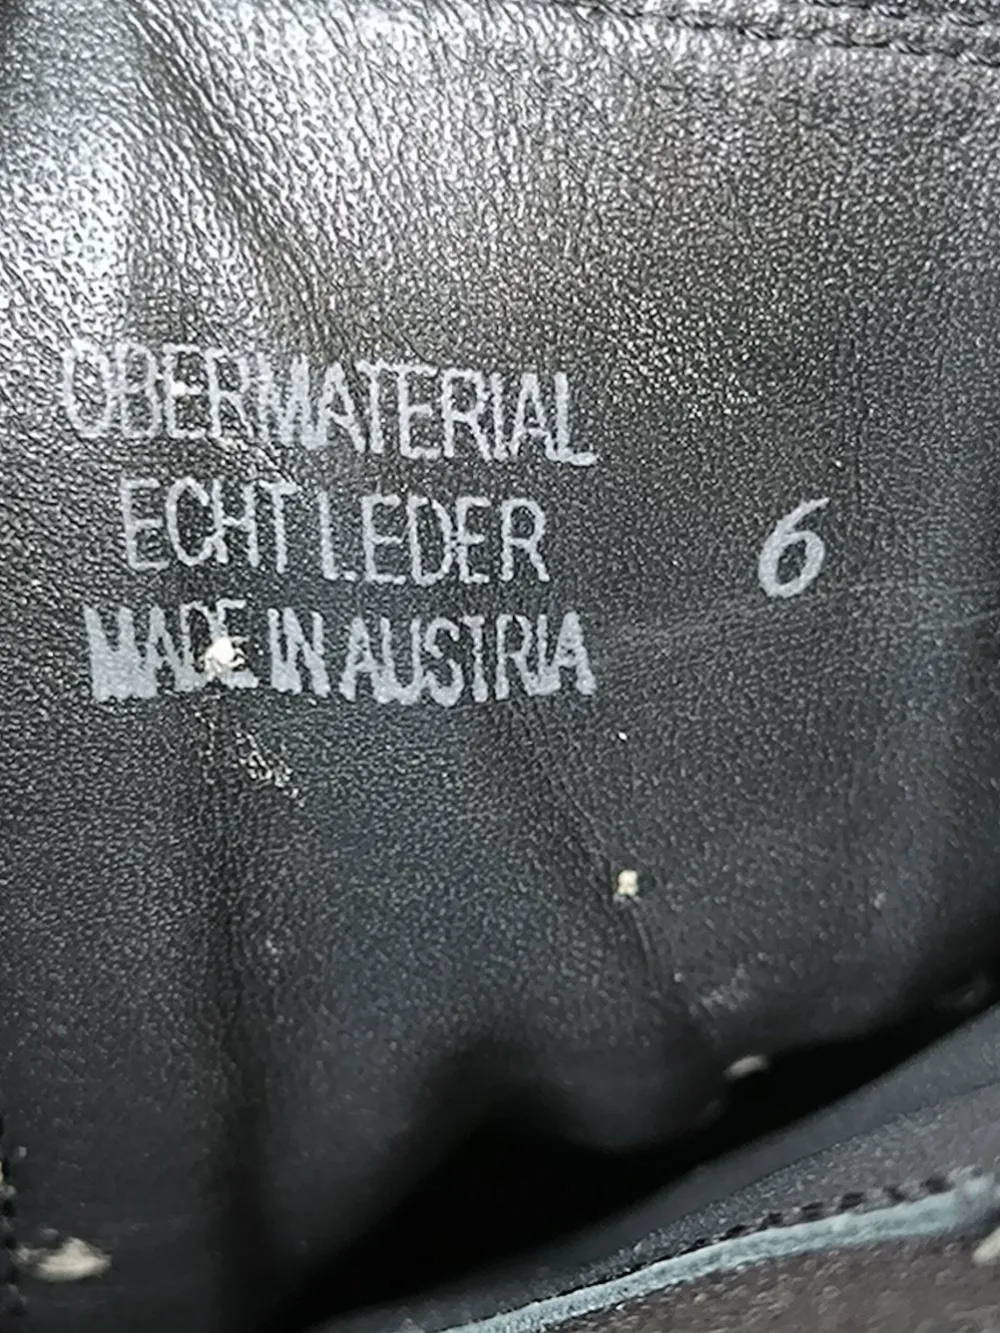 OBERMATERIAL
ECHT LEDER
MADE IN AUSTRIA
6